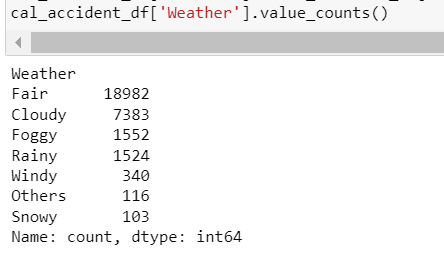 cal_accident_df['Weather'].value_counts()
Weather
Fair 18982
Cloudy 7383
Foggy 1552
Rainy 1524
Windy 340
Others 116
Snowy 103
Name: count, dtype: int64